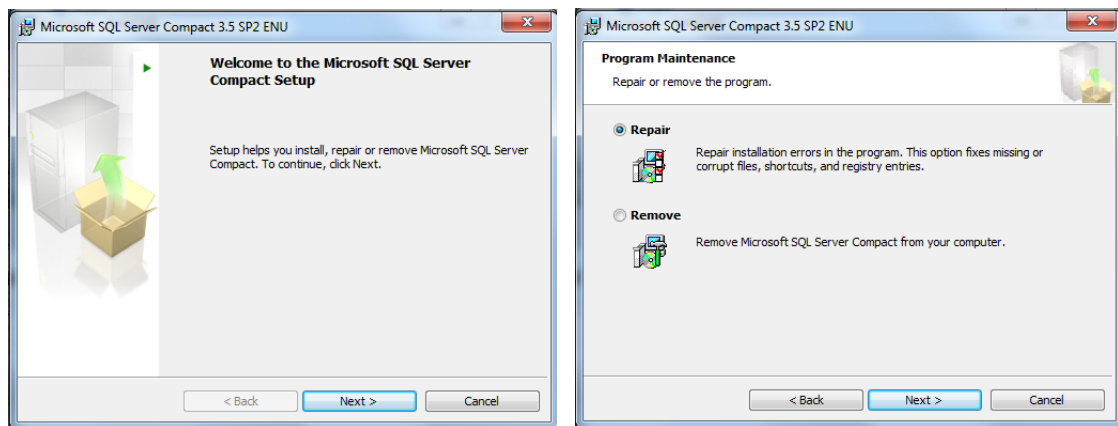 Microsoft SQL Server Compact 3.5 SP2 ENU
Welcome to the Microsoft SQL Server
Compact Setup
Setup helps you install, repair or remove Microsoft SQL Server
Compact. To continue, click Next.
< Back
Next >
Cancel
Microsoft SQL Server Compact 3.5 SP2 ENU
Program Maintenance
Repair or remove the program.
Repair
Repair installation errors in the program. This option fixes missing or
corrupt files, shortcuts, and registry entries.
Remove
Remove Microsoft SQL Server Compact from your computer.
< Back
Next >
Cancel